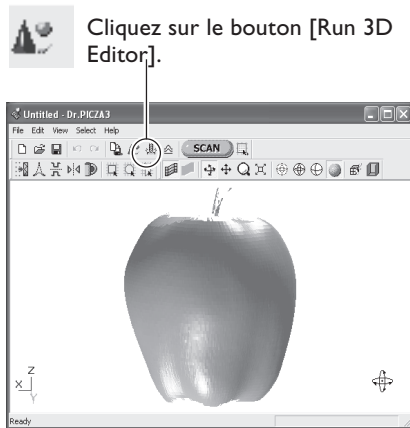 Cliquez sur le bouton [Run 3D
Editor].
Untitled - Dr.PICZA3
File Edit View Select Help
SCAN
Z
X
Y
Ready